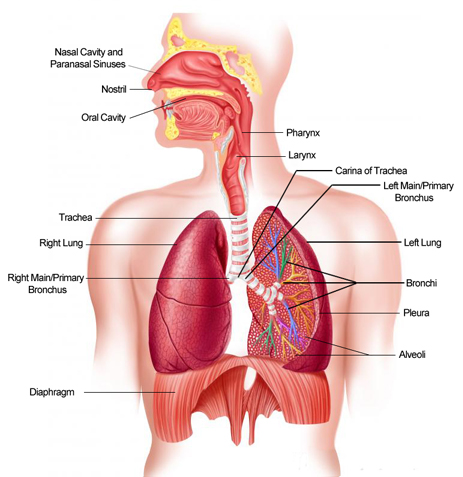 Nasal Cavity and
Paranasal Sinuses
Nostril
Oral Cavity
Pharynx
Larynx
Carina of Trachea
Left Main/Primary
Bronchus
Trachea
Right Lung
Left Lung
Right Main/Primary
Bronchus
Bronchi
Pleura
Alveoli
Diaphragm